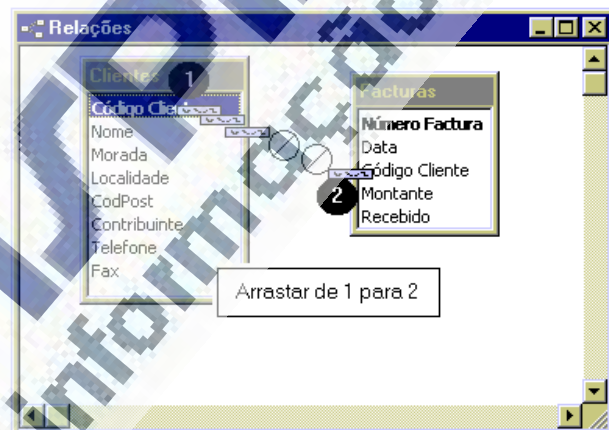 Relações
Clientes
1
Código Cliente
Nome
Morada
Localidade
CodPost
Contribuinte
Telefone
Fax
Facturas
Número Factura
Data
Código Cliente
Montante
Recebido
2
Arrastar de 1 para 2
informação